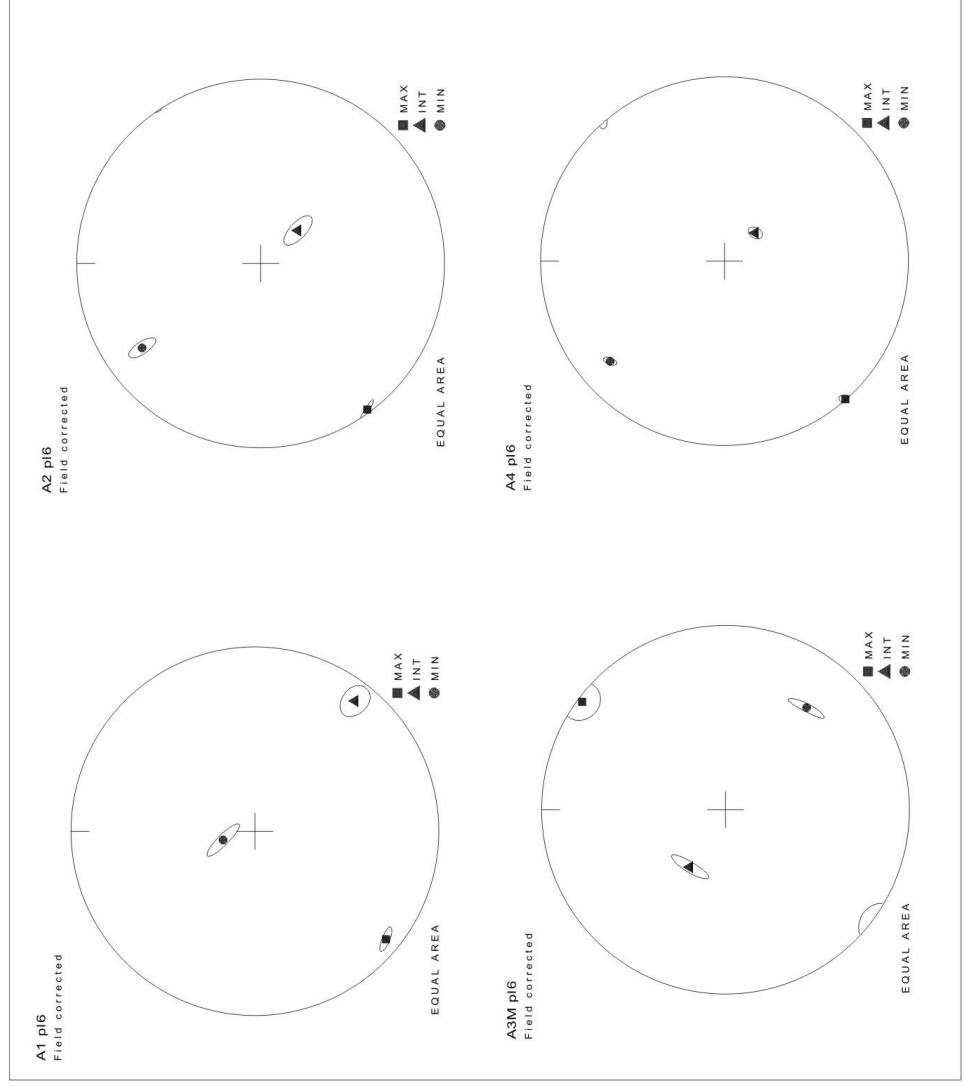 A1 pl6
Field corrected
EQUAL AREA
MAX
INT
MIN
A2 pl6
Field corrected
EQUAL AREA
MAX
INT
MIN
A3M pl6
Field corrected
EQUAL AREA
MAX
INT
MIN
A4 pl6
Field corrected
EQUAL AREA
MAX
INT
MIN